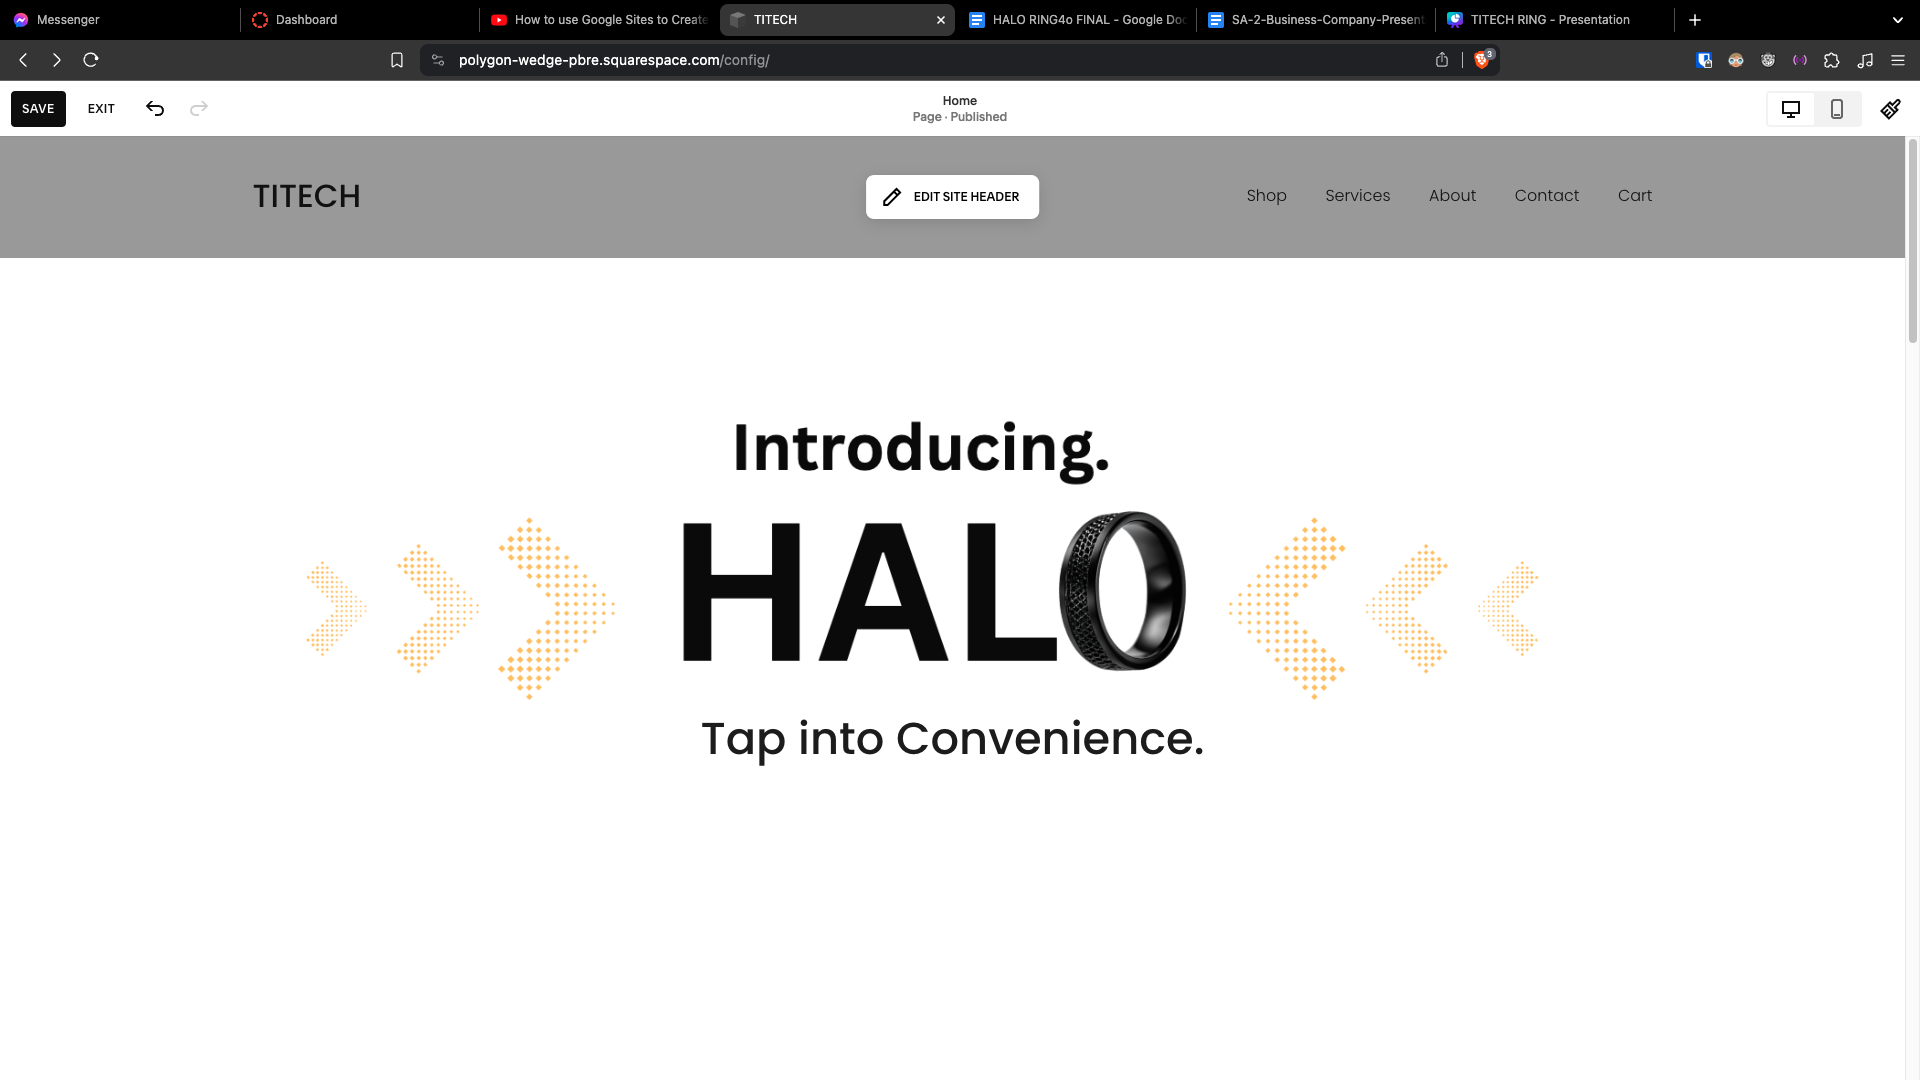 Messenger
Dashboard
How to use Google Sites to Create
TITECH
HALO RING4o FINAL - Google Doc
SA-2-Business-Company-Present
TITECH RING - Presentation
polygon-wedge-pbre.squarespace.com/config/
3
SAVE
EXIT
Home
Page · Published
TITECH
EDIT SITE HEADER
Shop
Services
About
Contact
Cart
Introducing.
HALO
Tap into Convenience.